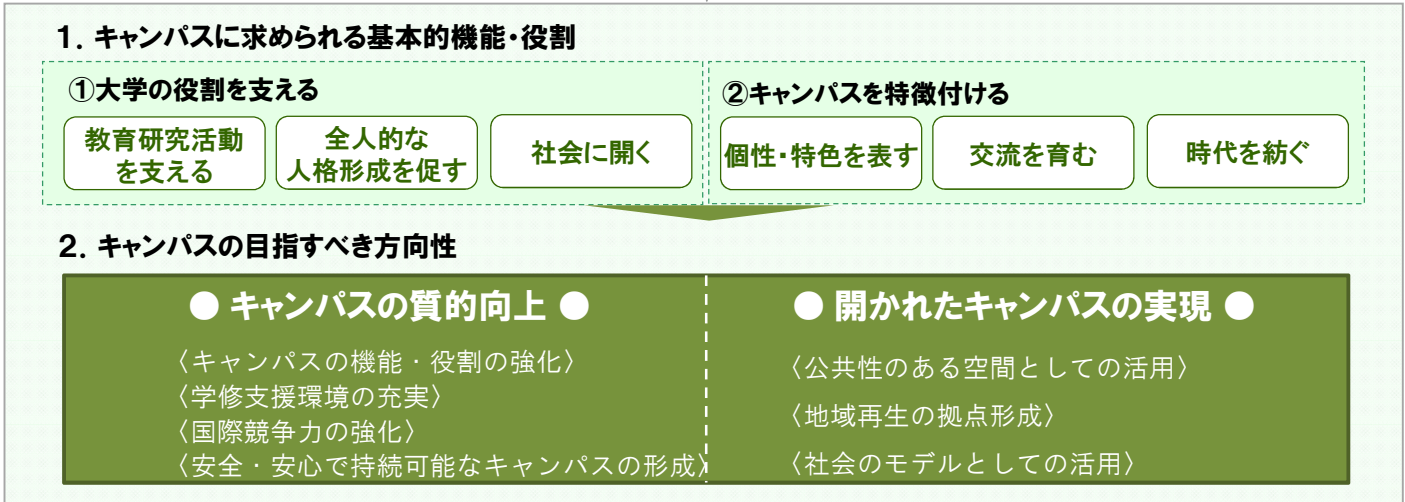 1．キャンパスに求められる基本的機能・役割
①大学の役割を支える
教育研究活動
を支える
全人的な
人格形成を促す
社会に開く
②キャンパスを特徴付ける
個性・特色を表す
交流を育む
時代を紡ぐ
2．キャンパスの目指すべき方向性
● キャンパスの質的向上 ●
〈キャンパスの機能・役割の強化〉
〈学修支援環境の充実〉
〈国際競争力の強化〉
〈安全・安心で持続可能なキャンパスの形成〉
● 開かれたキャンパスの実現 ●
〈公共性のある空間としての活用〉
〈地域再生の拠点形成〉
〈社会のモデルとしての活用〉